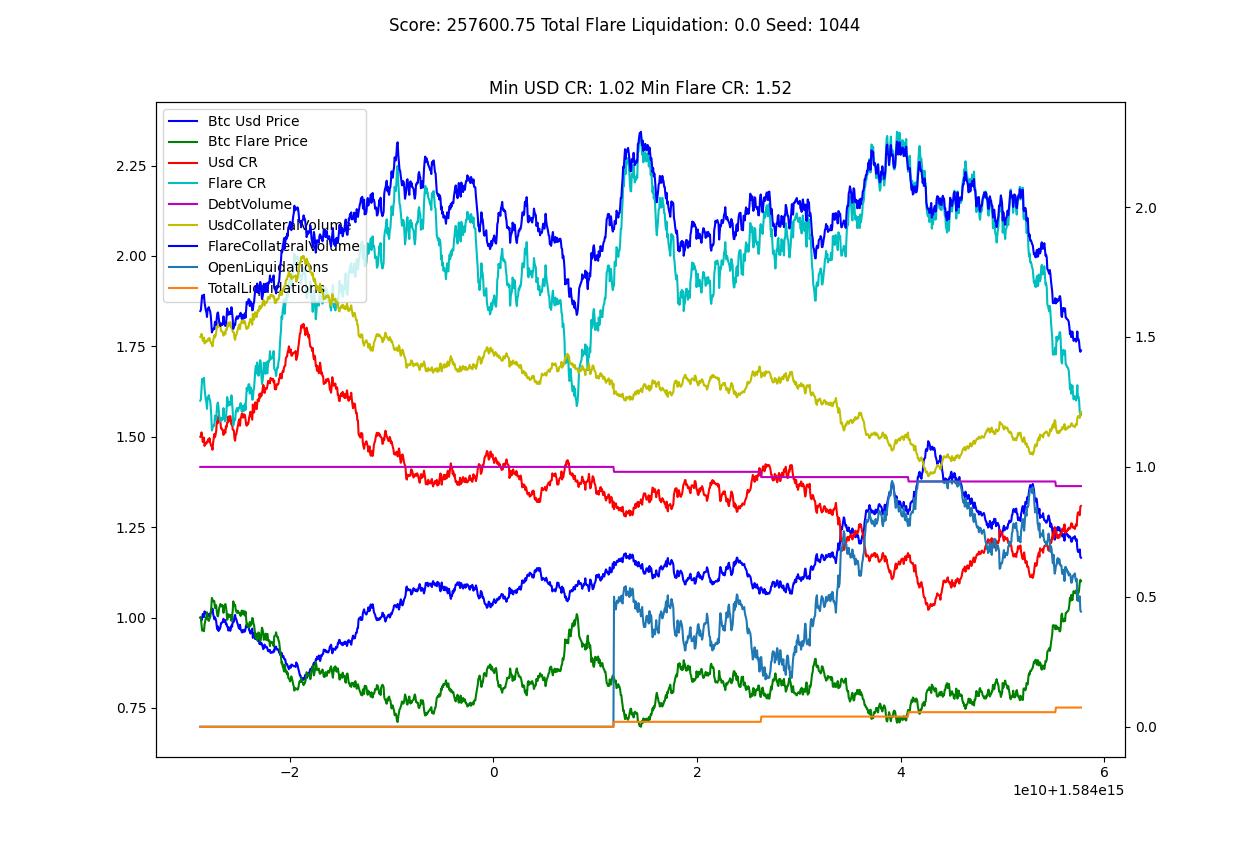 Score: 257600.75 Total Flare Liquidation: 0.0 Seed: 1044
Min USD CR: 1.02 Min Flare CR: 1.52
Btc Usd Price
Btc Flare Price
Usd CR
Flare CR
DebtVolume
UsdCollateralVolume
FlareCollateralVolume
OpenLiquidations
TotalLiquidations
2.25
2.00
1.75
1.50
1.25
1.00
0.75
2.0
1.5
1.0
0.5
0.0
−2 0 2 4 6
1e10+1.584e15